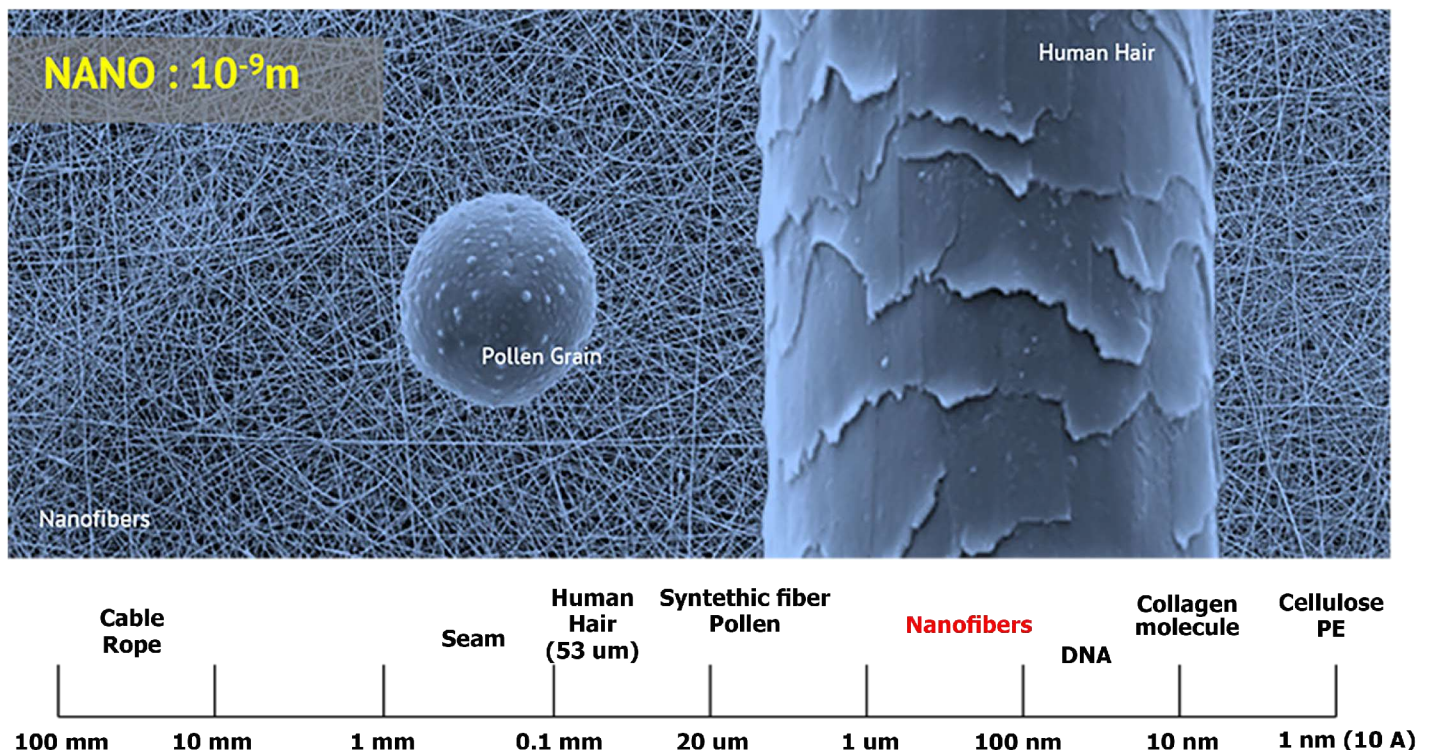 NANO : 10⁻⁹m
Human Hair
Pollen Grain
Nanofibers
Cable
Rope
Seam
Human
Hair
(53 um)
Syntethic fiber
Pollen
Nanofibers
DNA
Collagen
molecule
Cellulose
PE
100 mm
10 mm
1 mm
0.1 mm
20 um
1 um
100 nm
10 nm
1 nm (10 A)